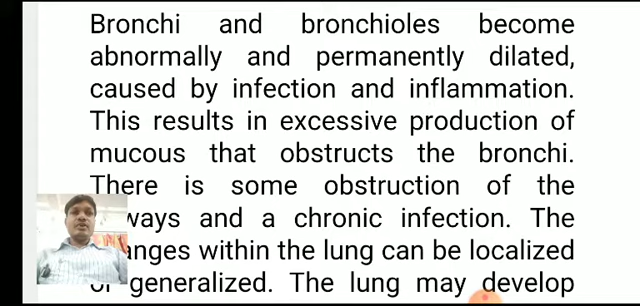 Bronchi and bronchioles become
abnormally and permanently dilated,
caused by infection and inflammation.
This results in excessive production of
mucous that obstructs the bronchi.
There is some obstruction of the
and a chronic infection. The
within the lung can be localized
generalized. The lung may develop